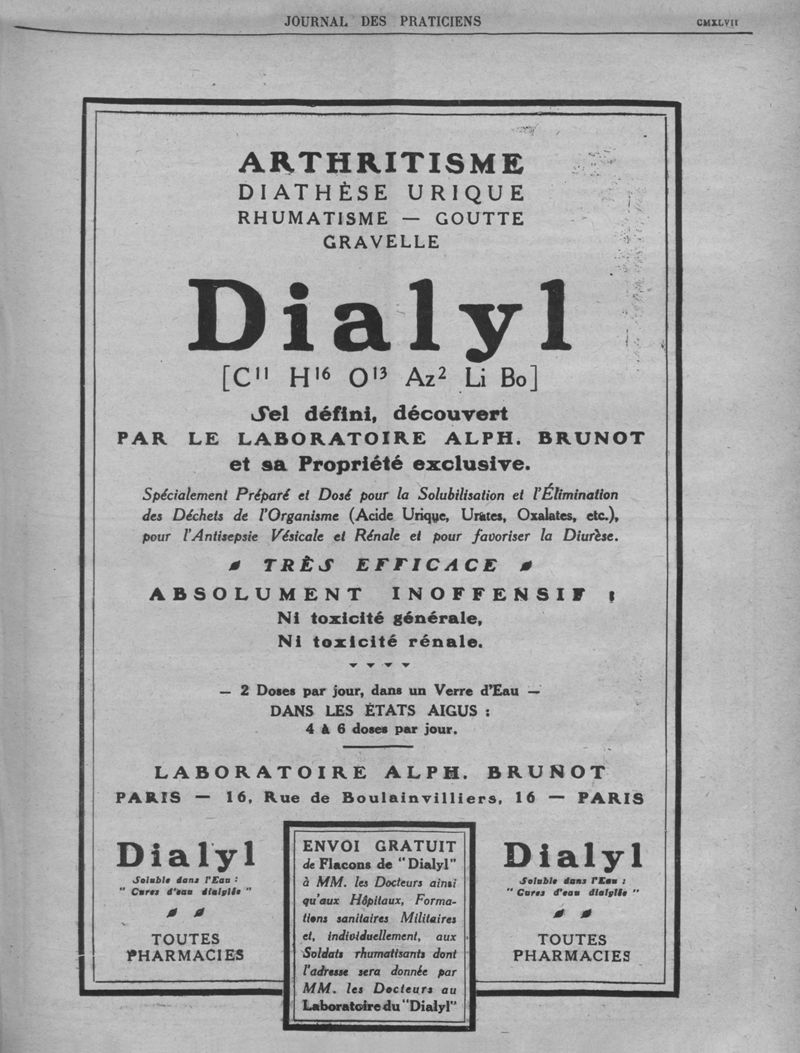 JOURNAL DES PRATICIENS
CMXLVII
ARTHRITISME
DIATHÈSE URIQUE
RHUMATISME — GOUTTE
GRAVELLE
Dialyl
[C¹¹ H¹⁶ O¹³ Az² Li Bo]
Sel défini, découvert
PAR LE LABORATOIRE ALPH. BRUNOT
et sa Propriété exclusive.
Spécialement Préparé et Dosé pour la Solubilisation et l'Élimination
des Déchets de l'Organisme (Acide Urique, Urates, Oxalates, etc.),
pour l'Antisepsie Vésicale et Rénale et pour favoriser la Diurèse.
TRÈS EFFICACE
ABSOLUMENT INOFFENSIF :
Ni toxicité générale,
Ni toxicité rénale.
— 2 Doses par jour, dans un Verre d'Eau —
DANS LES ÉTATS AIGUS :
4 à 6 doses par jour.
LABORATOIRE ALPH. BRUNOT
PARIS — 16, Rue de Boulainvilliers, 16 — PARIS
Dialyl
Soluble dans l'Eau :
" Cures d'eau dialylée "
TOUTES
PHARMACIES
ENVOI GRATUIT
de Flacons de "Dialyl"
à MM. les Docteurs ainsi
qu'aux Hôpitaux, Forma-
tions sanitaires Militaires
et, individuellement, aux
Soldats rhumatisants dont
l'adresse sera donnée par
MM. les Docteurs au
Laboratoire du "Dialyl"
Dialyl
Soluble dans l'Eau :
" Cures d'eau dialylée "
TOUTES
PHARMACIES